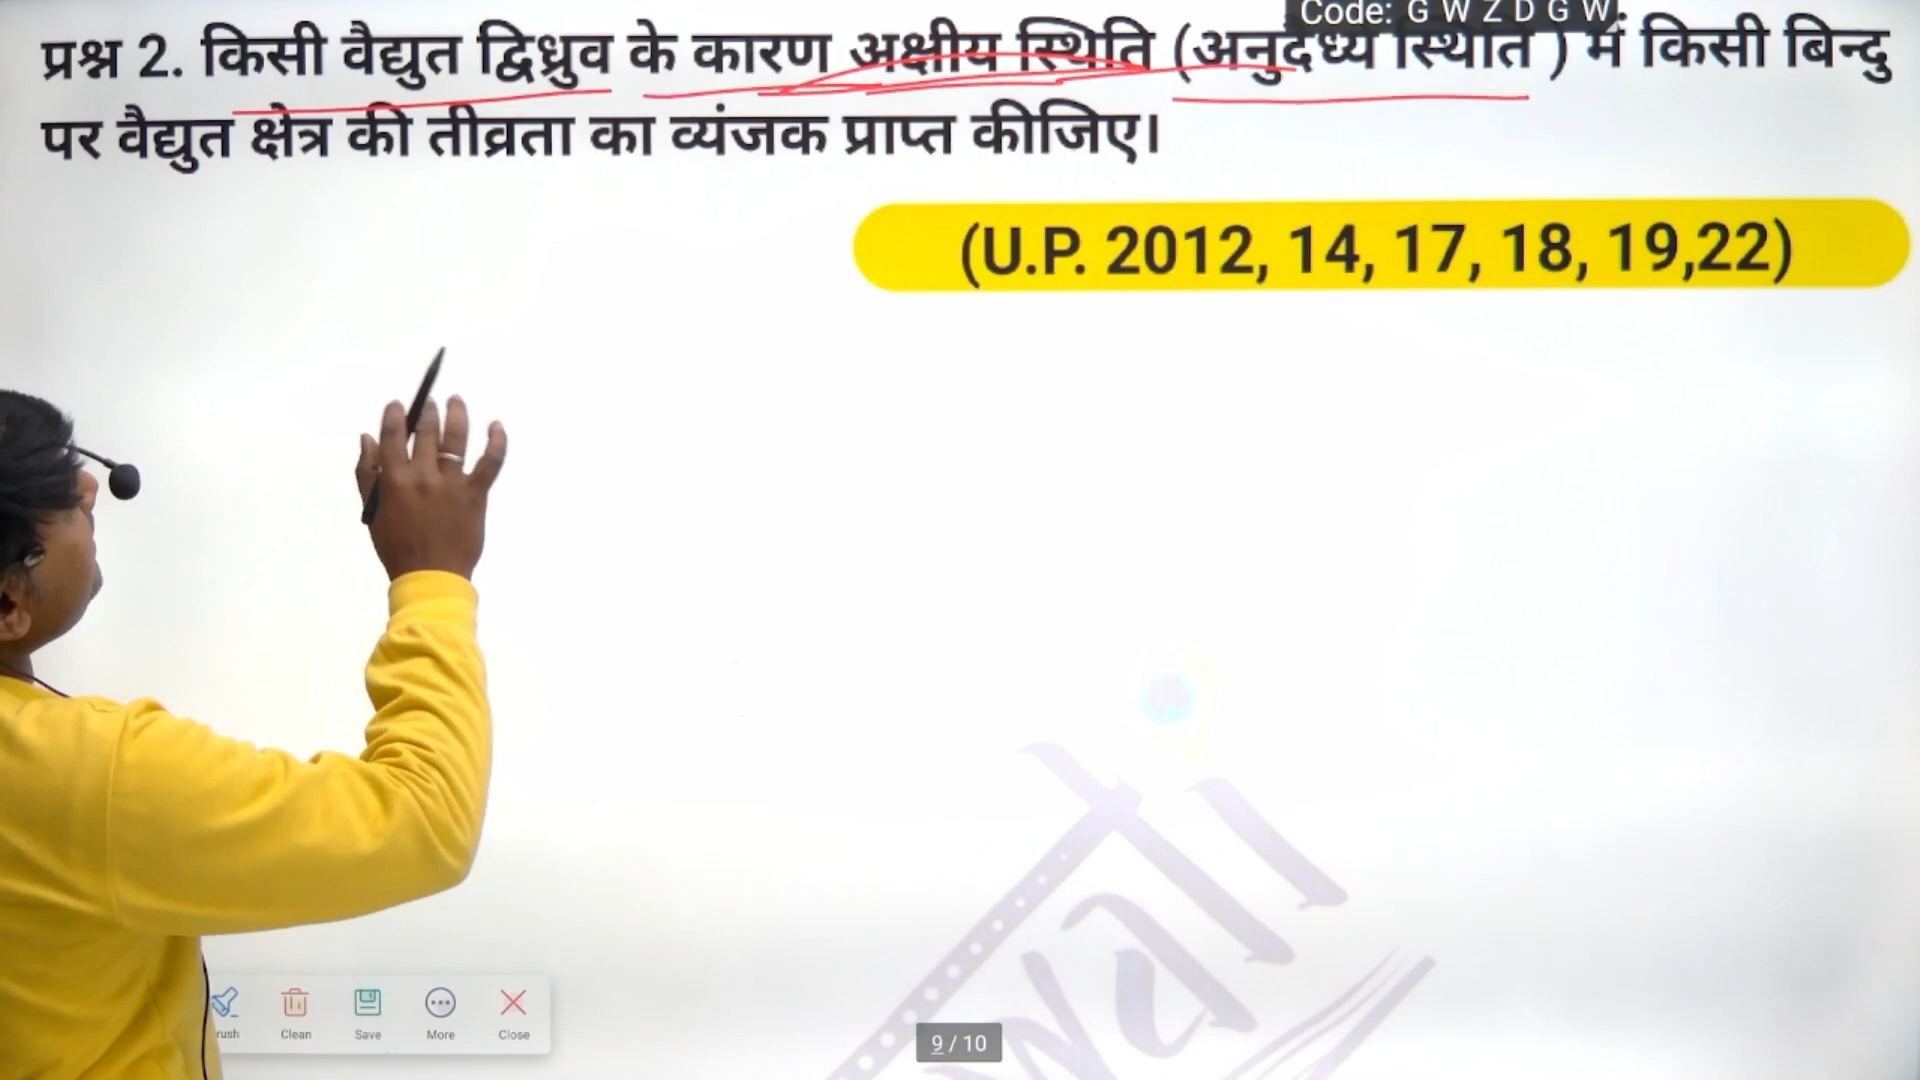 Code: G W Z D G W
प्रश्न 2. किसी वैद्युत द्विध्रुव के कारण अक्षीय स्थिति (अनुदैर्ध्य स्थिति ) में किसी बिन्दु
पर वैद्युत क्षेत्र की तीव्रता का व्यंजक प्राप्त कीजिए।
(U.P. 2012, 14, 17, 18, 19,22)
rush Clean Save More Close
9 / 10